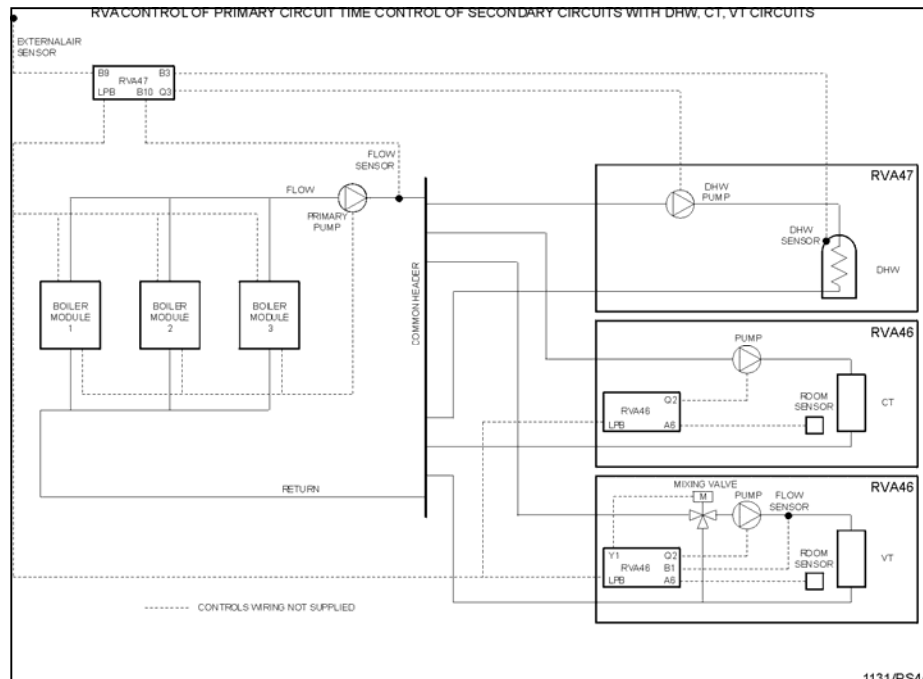 RVA CONTROL OF PRIMARY CIRCUIT TIME CONTROL OF SECONDARY CIRCUITS WITH DHW, CT, VT CIRCUITS
EXTERNAL AIR
SENSOR
B9 B3
RVA47
LPB B10 Q3
FLOW
SENSOR
FLOW
PRIMARY
PUMP
BOILER
MODULE
1
BOILER
MODULE
2
BOILER
MODULE
3
COMMON HEADER
RETURN
RVA47
DHW
PUMP
DHW
SENSOR
DHW
RVA46
PUMP
Q2
RVA46
LPB A6
ROOM
SENSOR
CT
RVA46
MIXING VALVE
M
PUMP
FLOW
SENSOR
Y1 Q2
RVA46 B1
LPB A6
ROOM
SENSOR
VT
CONTROLS WIRING NOT SUPPLIED